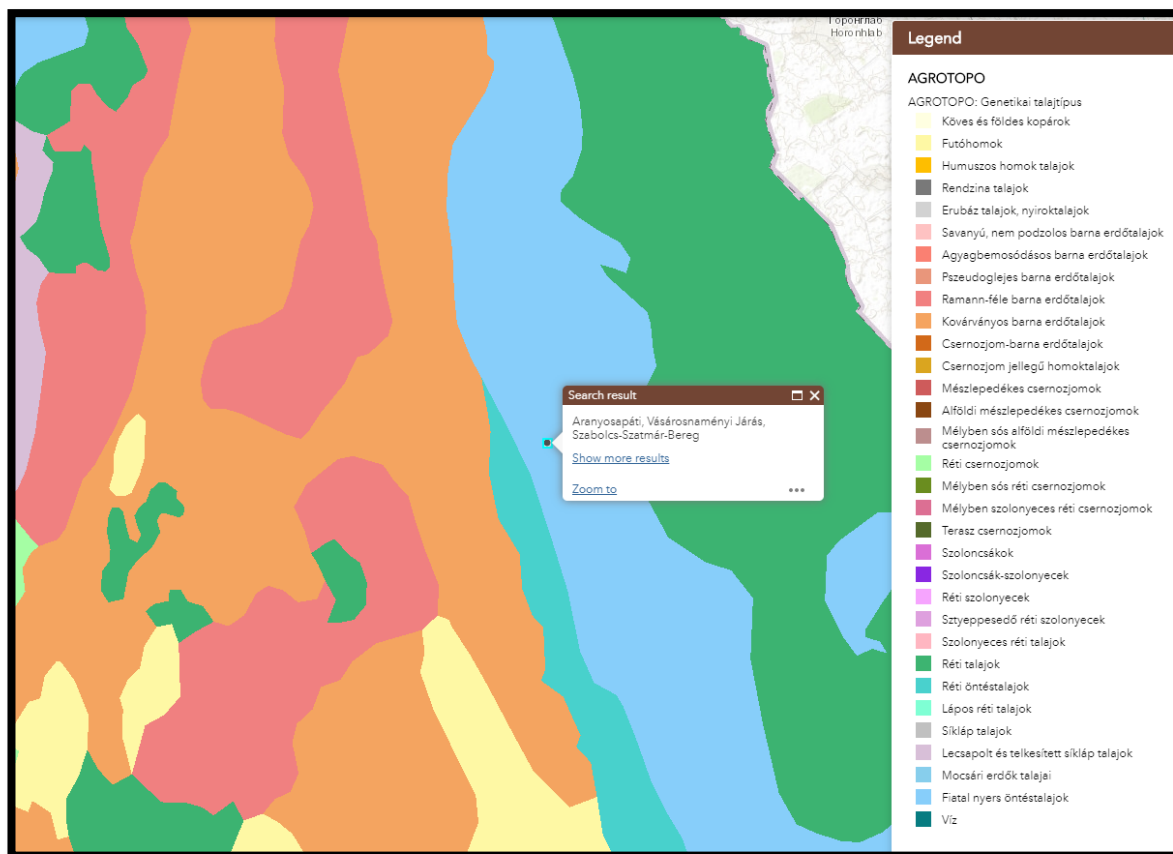 Горонглаб
Horonhlab
Legend
AGROTOPO
AGROTOPO: Genetikai talajtípus
Köves és földes kopárok
Futóhomok
Humuszos homok talajok
Rendzina talajok
Erubáz talajok, nyiroktalajok
Savanyú, nem podzolos barna erdőtalajok
Agyagbemosódásos barna erdőtalajok
Pszeudoglejes barna erdőtalajok
Ramann-féle barna erdőtalajok
Kovárványos barna erdőtalajok
Csernozjom-barna erdőtalajok
Csernozjom jellegű homoktalajok
Mészlepedékes csernozjomok
Alföldi mészlepedékes csernozjomok
Mélyben sós alföldi mészlepedékes
csernozjomok
Réti csernozjomok
Mélyben sós réti csernozjomok
Mélyben szolonyeces réti csernozjomok
Terasz csernozjomok
Szoloncsákok
Szoloncsák-szolonyecek
Réti szolonyecek
Sztyeppesedő réti szolonyecek
Szolonyeces réti talajok
Réti talajok
Réti öntéstalajok
Lápos réti talajok
Síkláp talajok
Lecsapolt és telkesített síkláp talajok
Mocsári erdők talajai
Fiatal nyers öntéstalajok
Víz
Search result
Aranyosapáti, Vásárosnaményi Járás,
Szabolcs-Szatmár-Bereg
Show more results
Zoom to